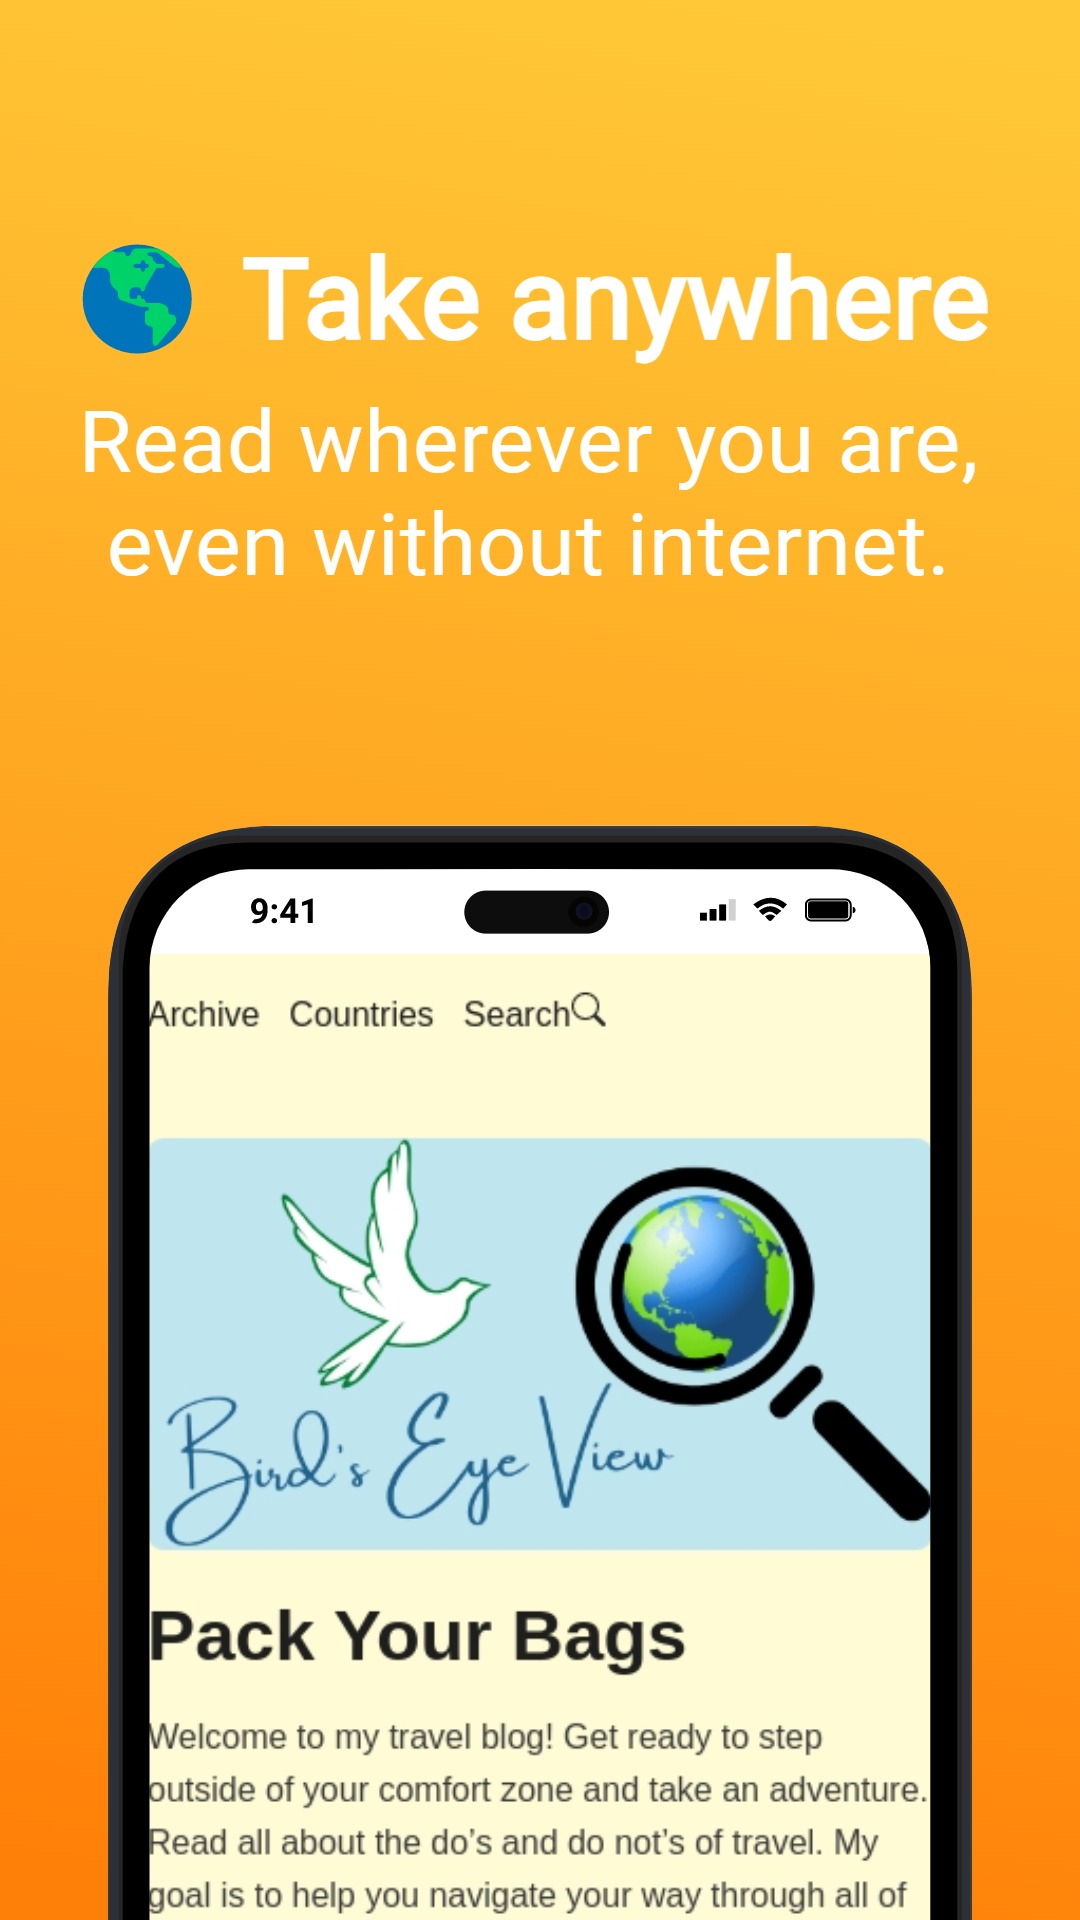 Take anywhere
Read wherever you are,
even without internet.
9:41
Archive Countries Search
Bird's Eye View
Pack Your Bags
Welcome to my travel blog! Get ready to step
outside of your comfort zone and take an adventure.
Read all about the do’s and do not’s of travel. My
goal is to help you navigate your way through all of